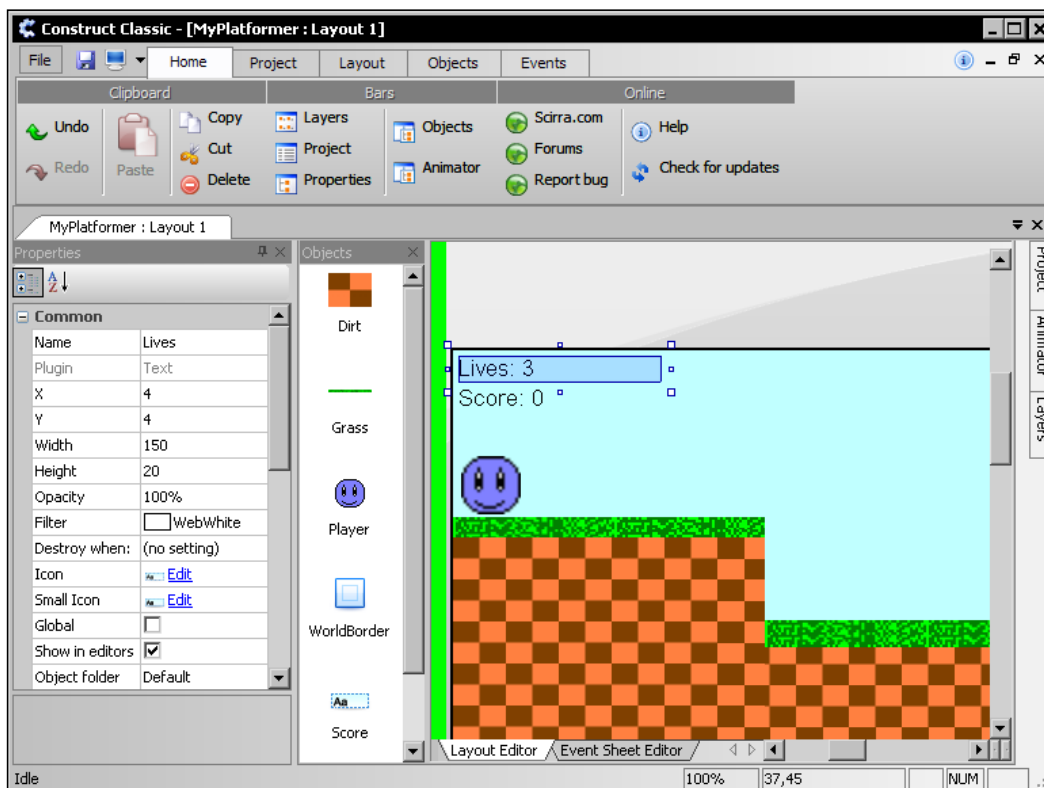 Construct Classic - [MyPlatformer : Layout 1]
File Home Project Layout Objects Events
Clipboard Bars Online
Undo Redo Paste Copy Cut Delete
Layers Project Properties Objects Animator
Scirra.com Forums Report bug Help Check for updates
MyPlatformer : Layout 1
Properties
Common
Name Lives
Plugin Text
X 4
Y 4
Width 150
Height 20
Opacity 100%
Filter WebWhite
Destroy when: (no setting)
Icon Edit
Small Icon Edit
Global
Show in editors
Object folder Default
Objects
Dirt
Grass
Player
WorldBorder
Aa
Score
Lives: 3
Score: 0
Project
Animator
Layers
Layout Editor Event Sheet Editor
Idle 100% 37,45 NUM